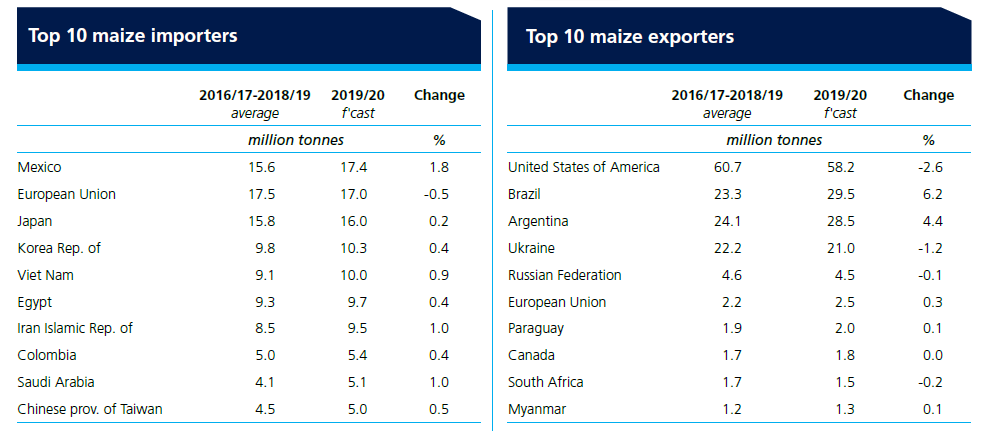 Top 10 maize importers
2016/17-2018/19 2019/20 Change
average f'cast
million tonnes %
Mexico 15.6 17.4 1.8
European Union 17.5 17.0 -0.5
Japan 15.8 16.0 0.2
Korea Rep. of 9.8 10.3 0.4
Viet Nam 9.1 10.0 0.9
Egypt 9.3 9.7 0.4
Iran Islamic Rep. of 8.5 9.5 1.0
Colombia 5.0 5.4 0.4
Saudi Arabia 4.1 5.1 1.0
Chinese prov. of Taiwan 4.5 5.0 0.5
Top 10 maize exporters
2016/17-2018/19 2019/20 Change
average f'cast
million tonnes %
United States of America 60.7 58.2 -2.6
Brazil 23.3 29.5 6.2
Argentina 24.1 28.5 4.4
Ukraine 22.2 21.0 -1.2
Russian Federation 4.6 4.5 -0.1
European Union 2.2 2.5 0.3
Paraguay 1.9 2.0 0.1
Canada 1.7 1.8 0.0
South Africa 1.7 1.5 -0.2
Myanmar 1.2 1.3 0.1